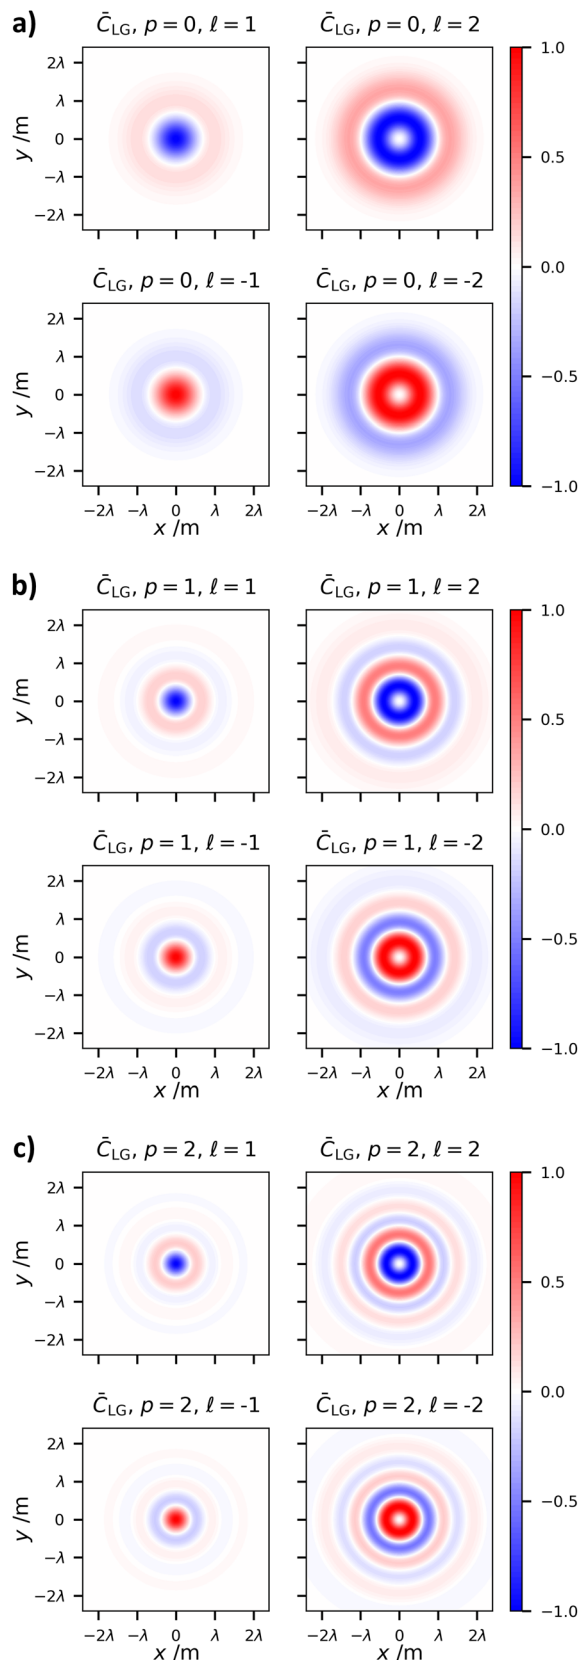 a)
C̄LG, p = 0, ℓ = 1
C̄LG, p = 0, ℓ = 2
2λ
λ
0
−λ
−2λ
y /m
1.0
0.5
0.0
−0.5
−1.0
C̄LG, p = 0, ℓ = -1
C̄LG, p = 0, ℓ = -2
2λ
λ
0
−λ
−2λ
y /m
−2λ −λ 0 λ 2λ
−2λ −λ 0 λ 2λ
x /m
x /m
b)
C̄LG, p = 1, ℓ = 1
C̄LG, p = 1, ℓ = 2
2λ
λ
0
−λ
−2λ
y /m
1.0
0.5
0.0
−0.5
−1.0
C̄LG, p = 1, ℓ = -1
C̄LG, p = 1, ℓ = -2
2λ
λ
0
−λ
−2λ
y /m
−2λ −λ 0 λ 2λ
−2λ −λ 0 λ 2λ
x /m
x /m
c)
C̄LG, p = 2, ℓ = 1
C̄LG, p = 2, ℓ = 2
2λ
λ
0
−λ
−2λ
y /m
1.0
0.5
0.0
−0.5
−1.0
C̄LG, p = 2, ℓ = -1
C̄LG, p = 2, ℓ = -2
2λ
λ
0
−λ
−2λ
y /m
−2λ −λ 0 λ 2λ
−2λ −λ 0 λ 2λ
x /m
x /m